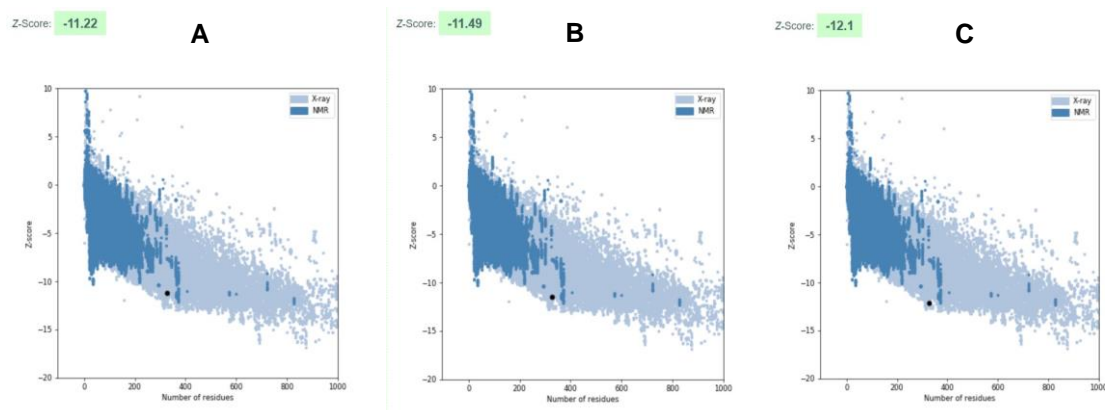 Z-Score: -11.22
A
10
5
0
−5
−10
−15
−20
Z-score
0 200 400 600 800 1000
Number of residues
X-ray
NMR
Z-Score: -11.49
B
10
5
0
−5
−10
−15
−20
Z-score
0 200 400 600 800 1000
Number of residues
X-ray
NMR
Z-Score: -12.1
C
10
5
0
−5
−10
−15
−20
Z-score
0 200 400 600 800 1000
Number of residues
X-ray
NMR